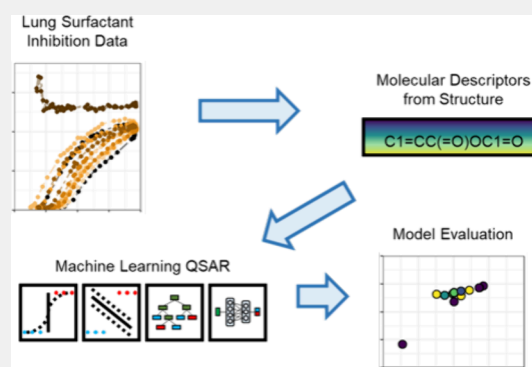 Lung Surfactant
Inhibition Data
Molecular Descriptors
from Structure
C1=CC(=O)OC1=O
Machine Learning QSAR
Model Evaluation